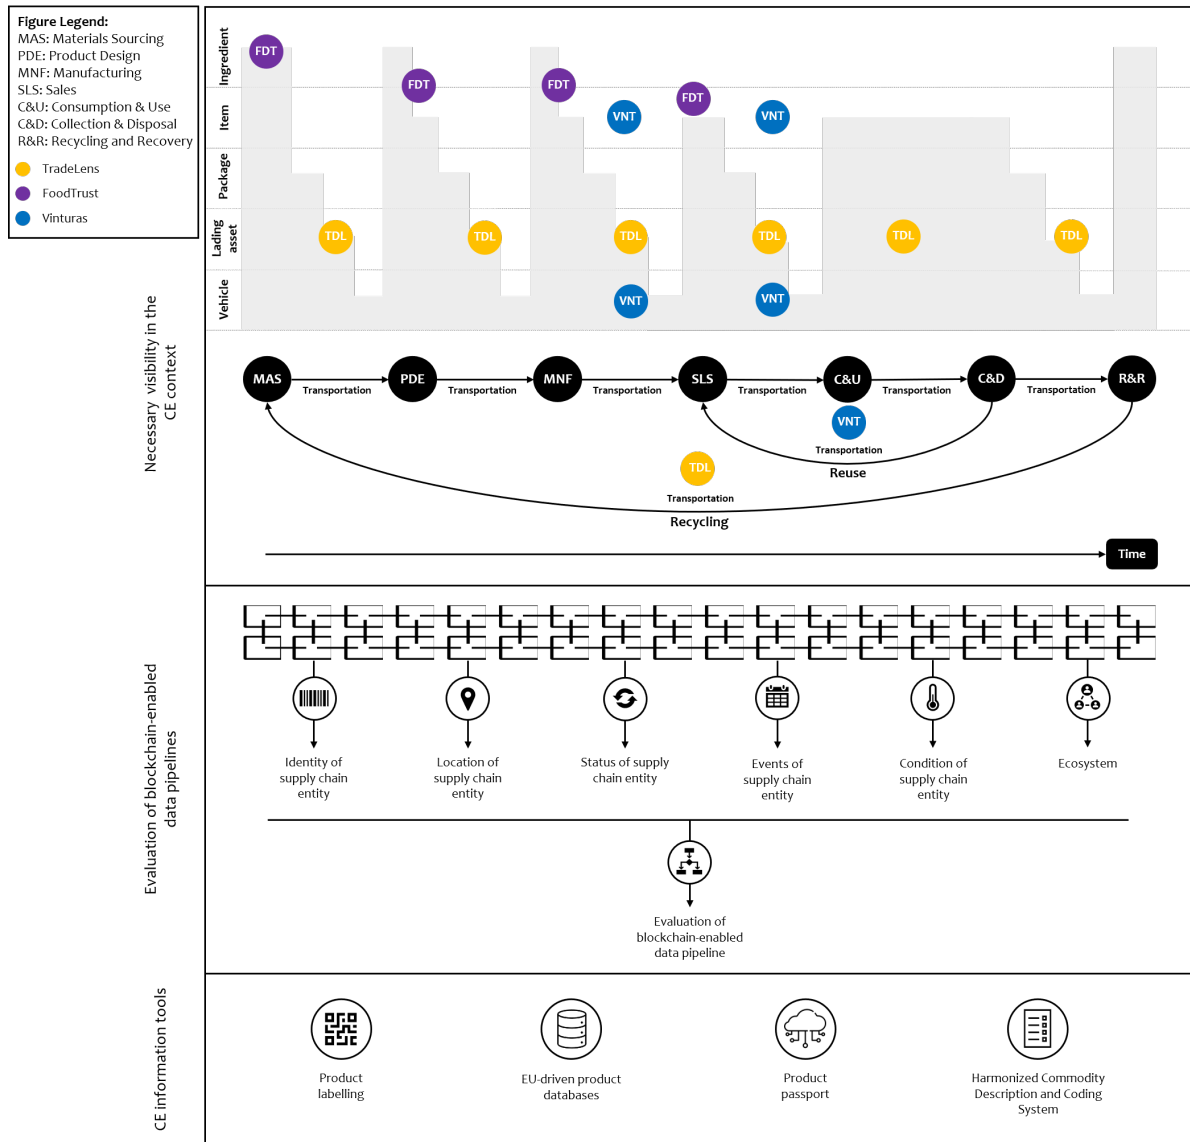 Figure Legend:
MAS: Materials Sourcing
PDE: Product Design
MNF: Manufacturing
SLS: Sales
C&U: Consumption & Use
C&D: Collection & Disposal
R&R: Recycling and Recovery
TradeLens
FoodTrust
Vinturas
Ingredient
Item
Package
Lading
asset
Vehicle
FDT
FDT
FDT
FDT
VNT
VNT
TDL
TDL
TDL
TDL
TDL
TDL
VNT
VNT
Necessary visibility in the
CE context
MAS
Transportation
PDE
Transportation
MNF
Transportation
SLS
Transportation
C&U
Transportation
C&D
Transportation
R&R
VNT
Transportation
Reuse
TDL
Transportation
Recycling
Time
Evaluation of blockchain-enabled
data pipelines
Identity of
supply chain
entity
Location of
supply chain
entity
Status of supply
chain entity
Events of
supply chain
entity
Condition of
supply chain
entity
Ecosystem
Evaluation of
blockchain-enabled
data pipeline
CE information tools
Product
labelling
EU-driven product
databases
Product
passport
Harmonized Commodity
Description and Coding
System